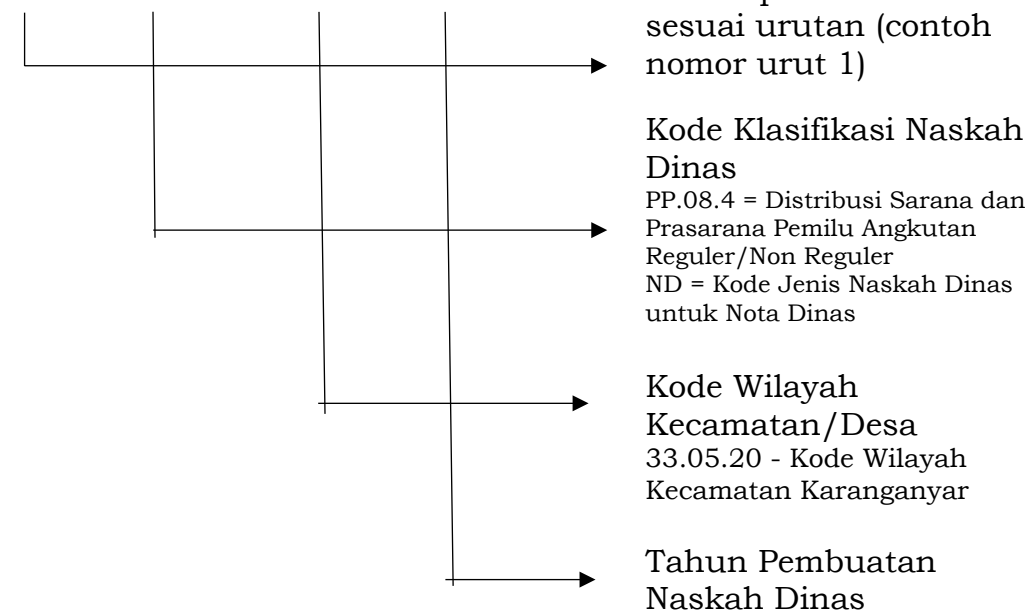 sesuai urutan (contoh
nomor urut 1)
Kode Klasifikasi Naskah
Dinas
PP.08.4 = Distribusi Sarana dan
Prasarana Pemilu Angkutan
Reguler/Non Reguler
ND = Kode Jenis Naskah Dinas
untuk Nota Dinas
Kode Wilayah
Kecamatan/Desa
33.05.20 - Kode Wilayah
Kecamatan Karanganyar
Tahun Pembuatan
Naskah Dinas